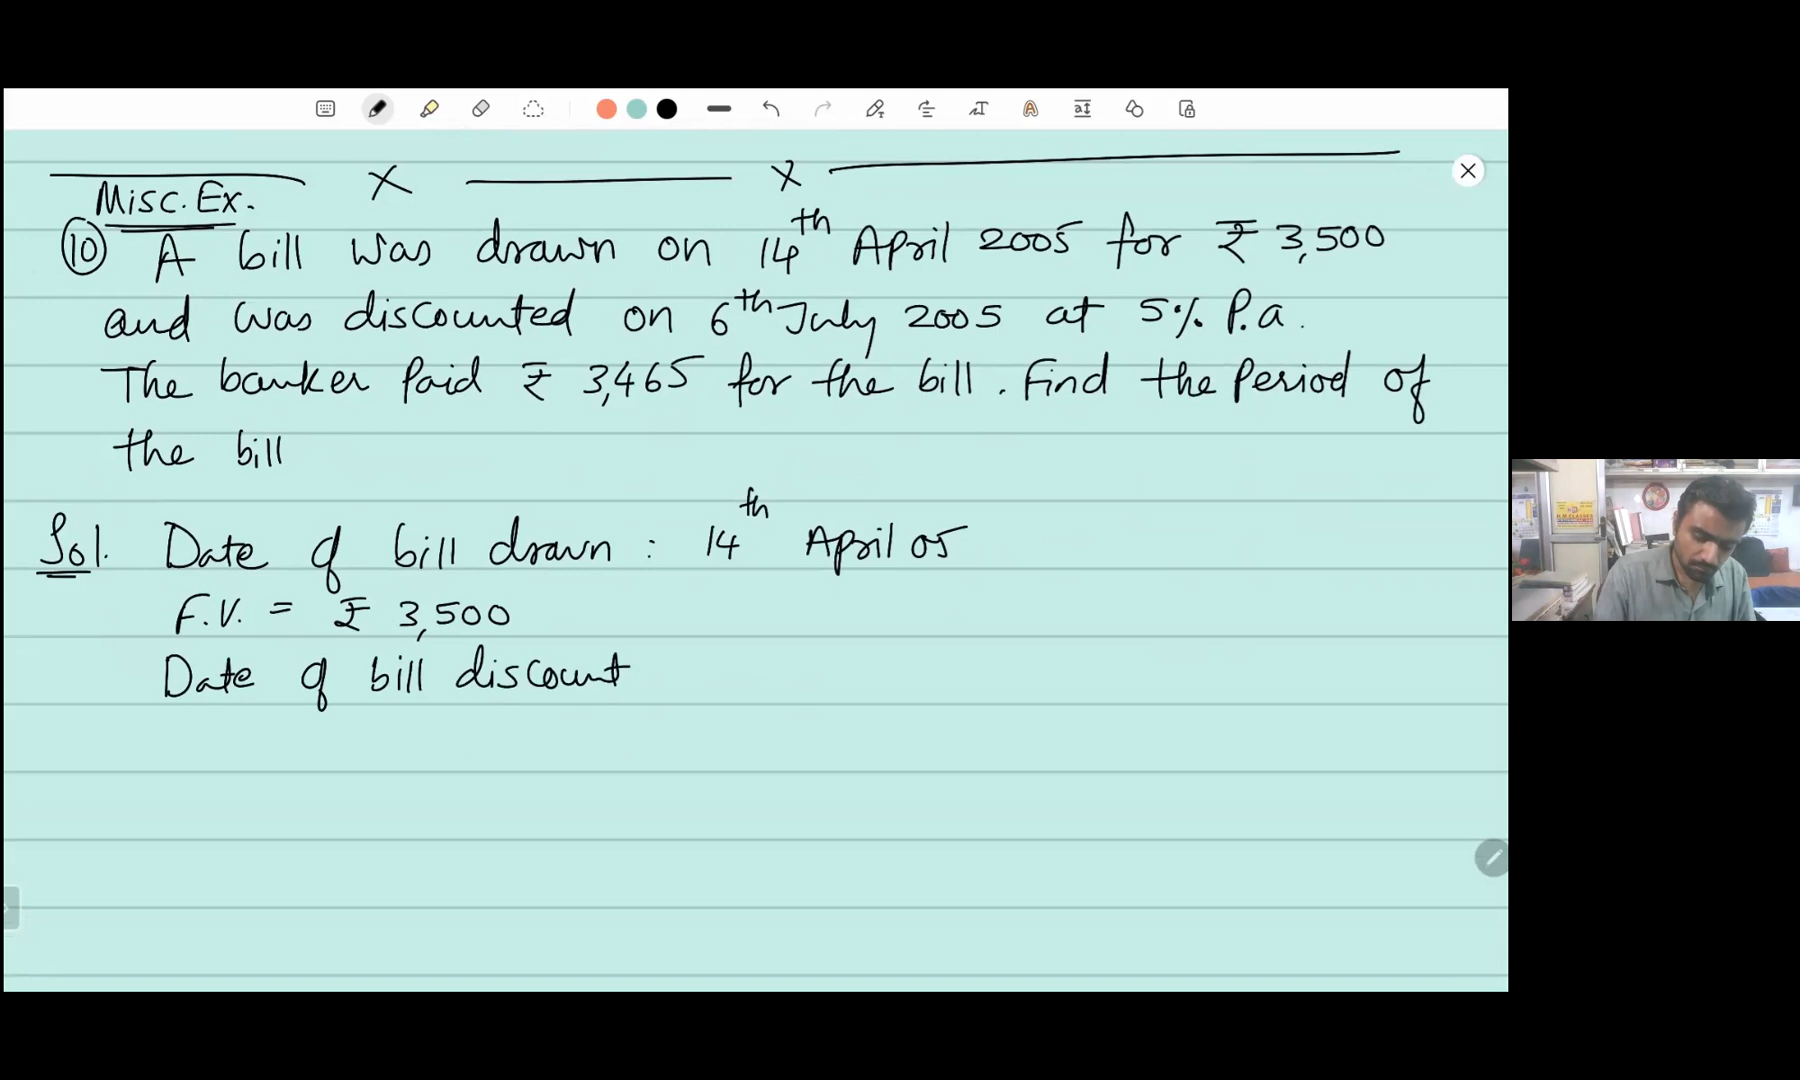 Misc. Ex.
⑩ A bill was drawn on 14th April 2005 for ₹ 3,500
and was discounted on 6th July 2005 at 5% P.a.
The banker paid ₹ 3,465 for the bill. Find the period of
the bill
Sol. Date of bill drawn : 14th April 05
F.V. = ₹ 3,500
Date of bill discount